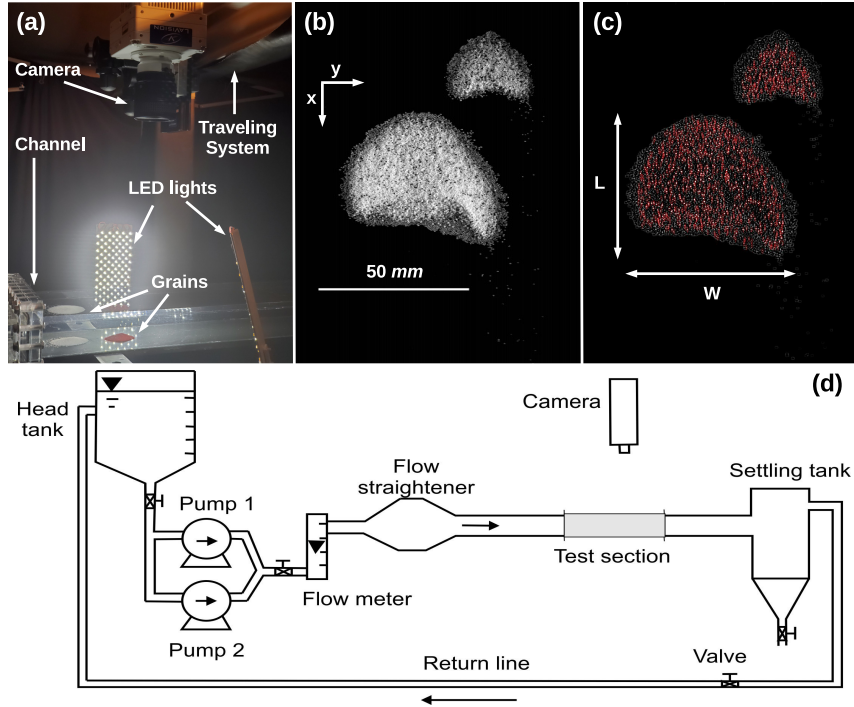 (a)
LAVISION
Camera
Traveling
System
Channel
LED lights
Grains
(b)
y
x
50 mm
(c)
L
W
(d)
Head
tank
Pump 1
Pump 2
Flow meter
Flow
straightener
Camera
Test section
Settling tank
Return line
Valve